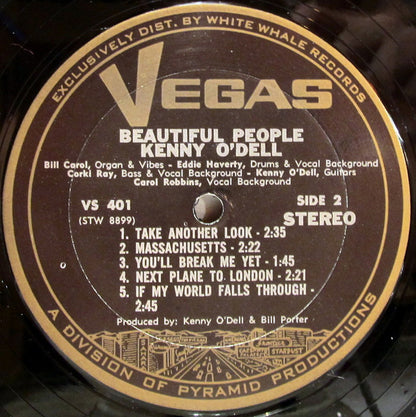 EXCLUSIVELY DIST. BY WHITE WHALE RECORDS
VEGAS
BEAUTIFUL PEOPLE
KENNY O'DELL
Bill Carol, Organ & Vibes - Eddie Haverty, Drums & Vocal Background
Corki Ray, Bass & Vocal Background - Kenny O'Dell, Guitars
Carol Robbins, Vocal Background
VS 401
(STW 8899)
SIDE 2
STEREO
1. TAKE ANOTHER LOOK - 2:35
2. MASSACHUSETTS - 2:22
3. YOU'LL BREAK ME YET - 1:45
4. NEXT PLANE TO LONDON - 2:21
5. IF MY WORLD FALLS THROUGH -
2:45
Produced by: Kenny O'Dell & Bill Porter
SAHARA
STARDUST
A DIVISION OF PYRAMID PRODUCTIONS